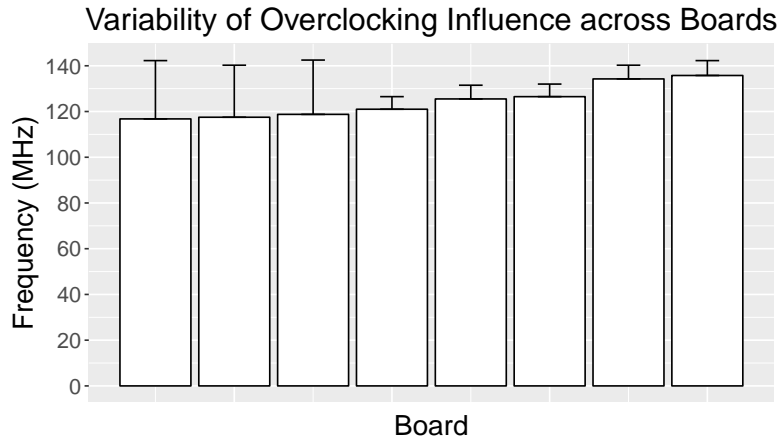 Variability of Overclocking Influence across Boards
Frequency (MHz)
140
120
100
80
60
40
20
0
Board